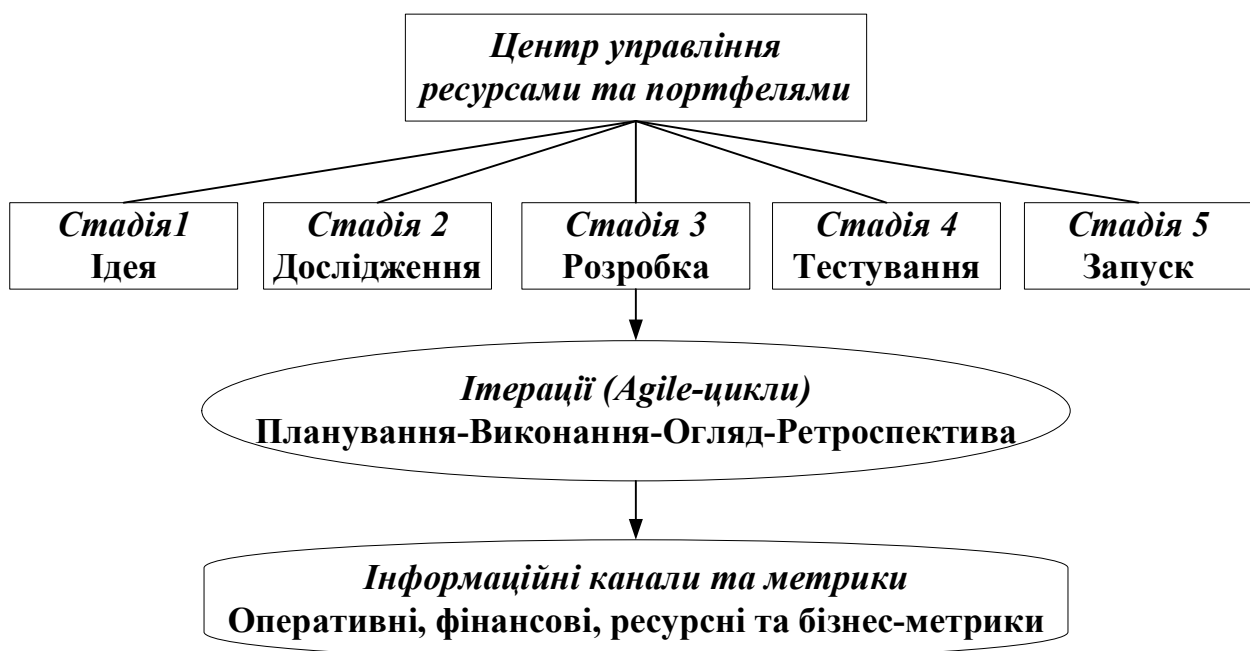 Центр управління
ресурсами та портфелями
Стадія1
Ідея
Стадія 2
Дослідження
Стадія 3
Розробка
Стадія 4
Тестування
Стадія 5
Запуск
Ітерації (Agile-цикли)
Планування-Виконання-Огляд-Ретроспектива
Інформаційні канали та метрики
Оперативні, фінансові, ресурсні та бізнес-метрики